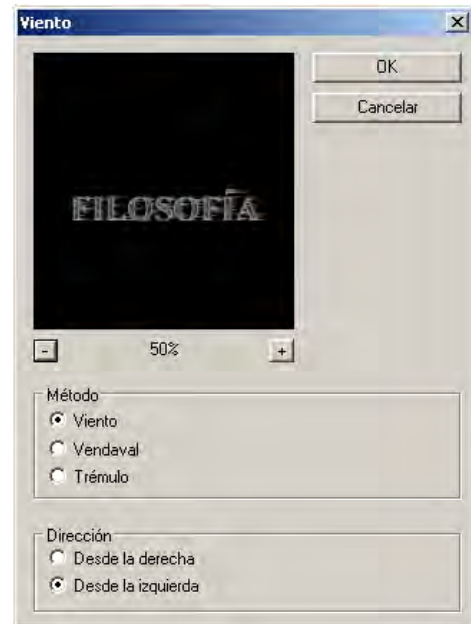 Viento
OK
Cancelar
FILOSOFÍA
- 50% +
Método
Viento
Vendaval
Trémulo
Dirección
Desde la derecha
Desde la izquierda